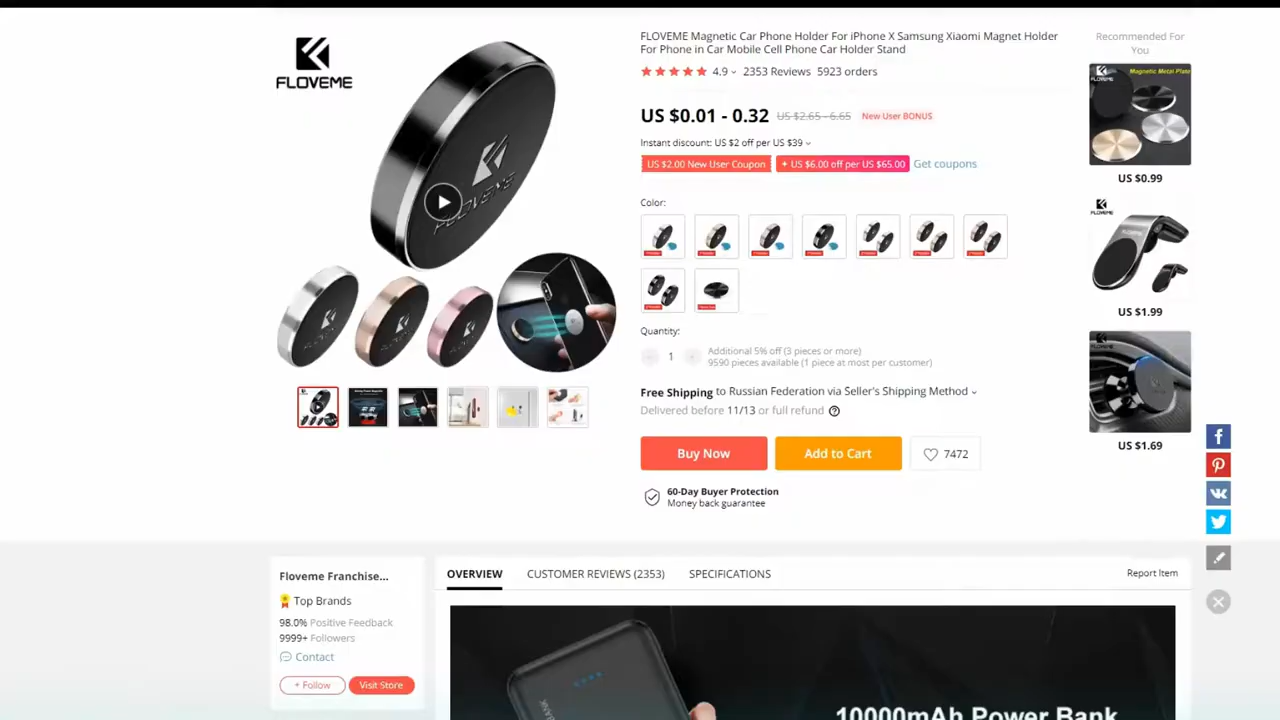 FLOVEME
FLOVEME
FLOVEME Magnetic Car Phone Holder For iPhone X Samsung Xiaomi Magnet Holder
For Phone in Car Mobile Cell Phone Car Holder Stand
4.9
2353 Reviews
5923 orders
US $0.01 - 0.32
US $2.65 - 6.65
New User BONUS
Instant discount: US $2 off per US $39
US $2.00 New User Coupon
+ US $6.00 off per US $65.00
Get coupons
Color:
Quantity:
1
Additional 5% off (3 pieces or more)
9590 pieces available (1 piece at most per customer)
Free Shipping to Russian Federation via Seller's Shipping Method
Delivered before 11/13 or full refund
Buy Now
Add to Cart
7472
60-Day Buyer Protection
Money back guarantee
Recommended For
You
FLOVEME
Magnetic Metal Plate
US $0.99
FLOVEME
US $1.99
FLOVEME
US $1.69
Floveme Franchise...
Top Brands
98.0% Positive Feedback
9999+ Followers
Contact
+ Follow
Visit Store
OVERVIEW
CUSTOMER REVIEWS (2353)
SPECIFICATIONS
Report Item
10000mAh Power Bank